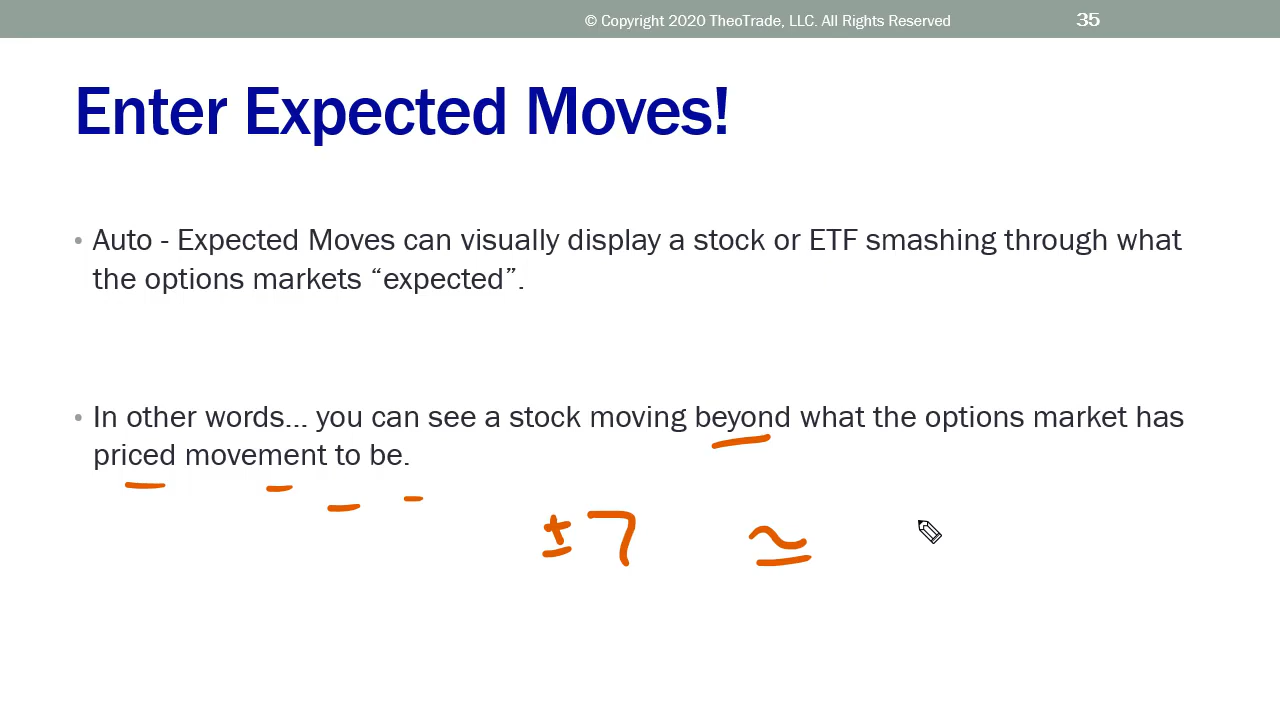 © Copyright 2020 TheoTrade, LLC. All Rights Reserved 35
Enter Expected Moves!
• Auto - Expected Moves can visually display a stock or ETF smashing through what
the options markets “expected”.
• In other words... you can see a stock moving beyond what the options market has
priced movement to be.
± 7 ≃